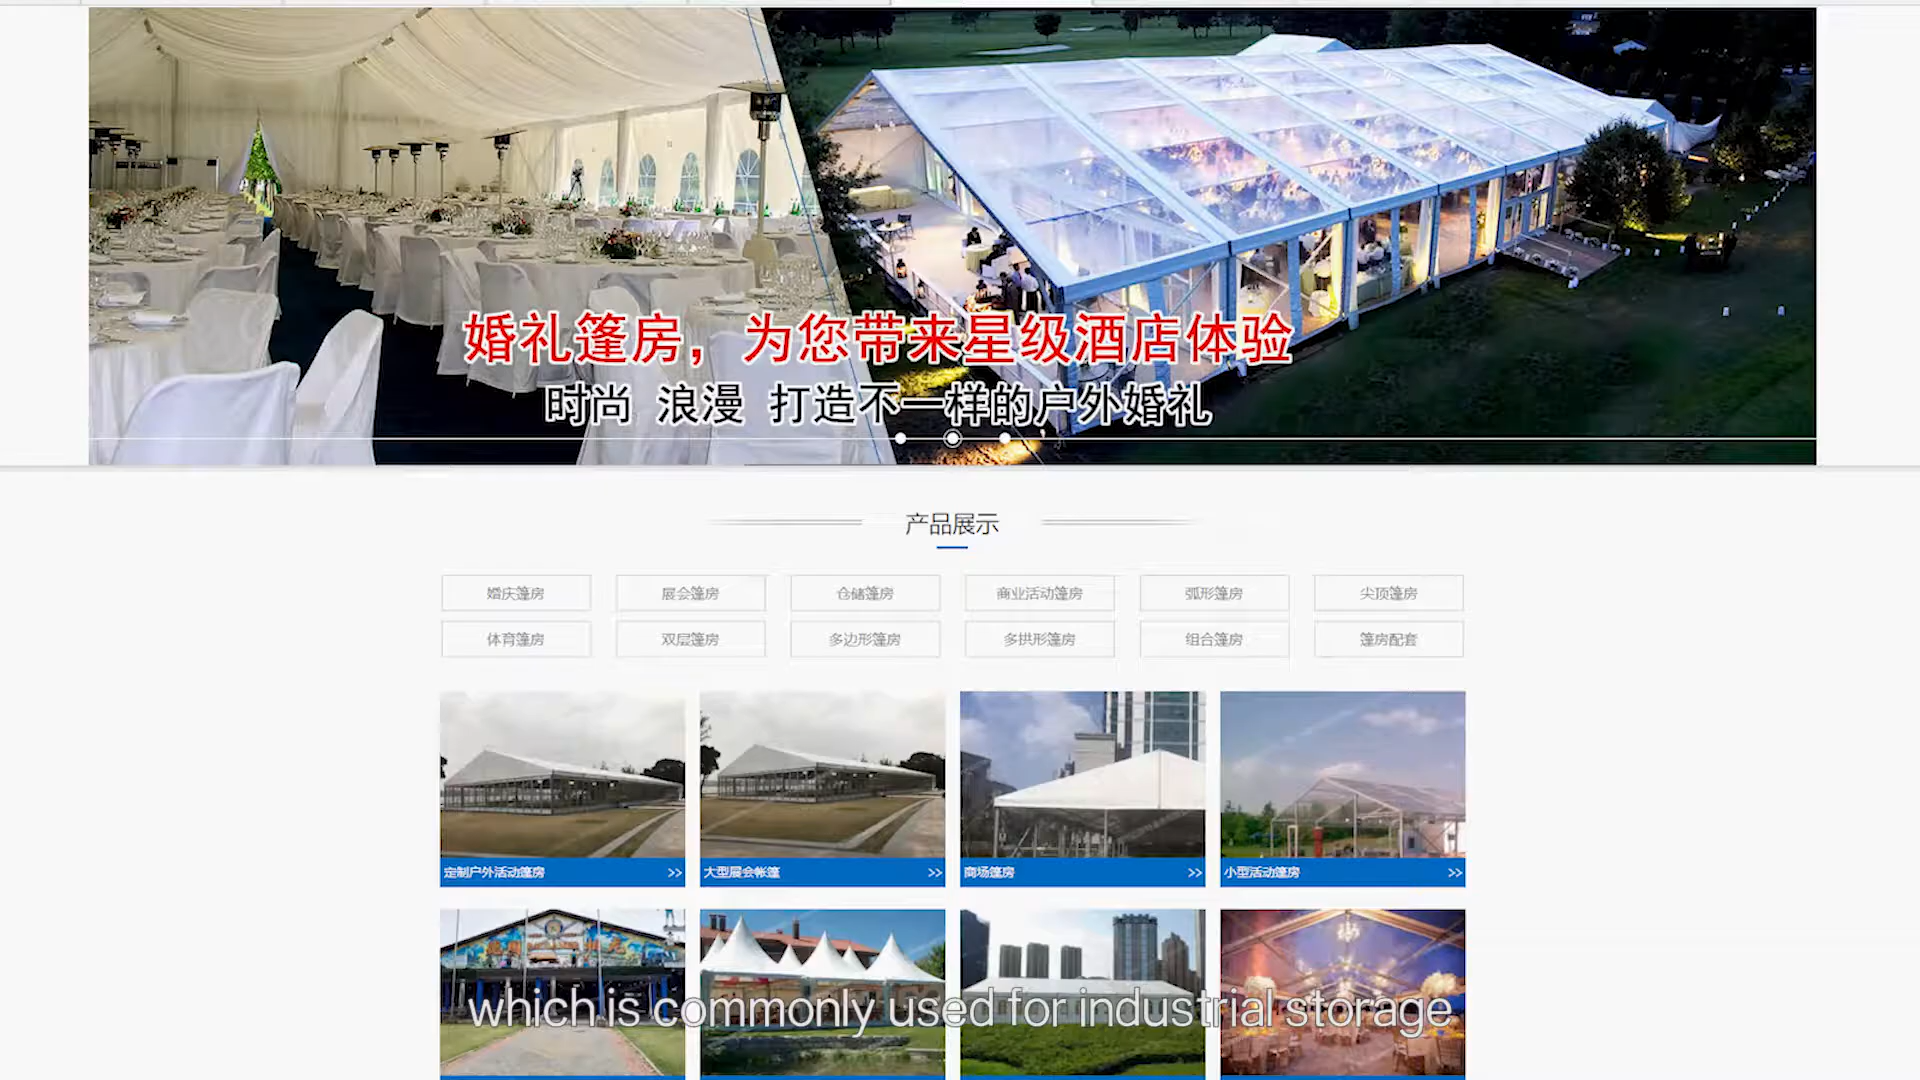 婚礼篷房，为您带来星级酒店体验
时尚 浪漫 打造不一样的户外婚礼
产品展示
婚庆篷房
展会篷房
仓储篷房
商业活动篷房
弧形篷房
尖顶篷房
体育篷房
双层篷房
多边形篷房
多拱形篷房
组合篷房
篷房配套
定制户外活动篷房 >>
大型展会帐篷 >>
商场篷房 >>
小型活动篷房 >>
which is commonly used for industrial storage